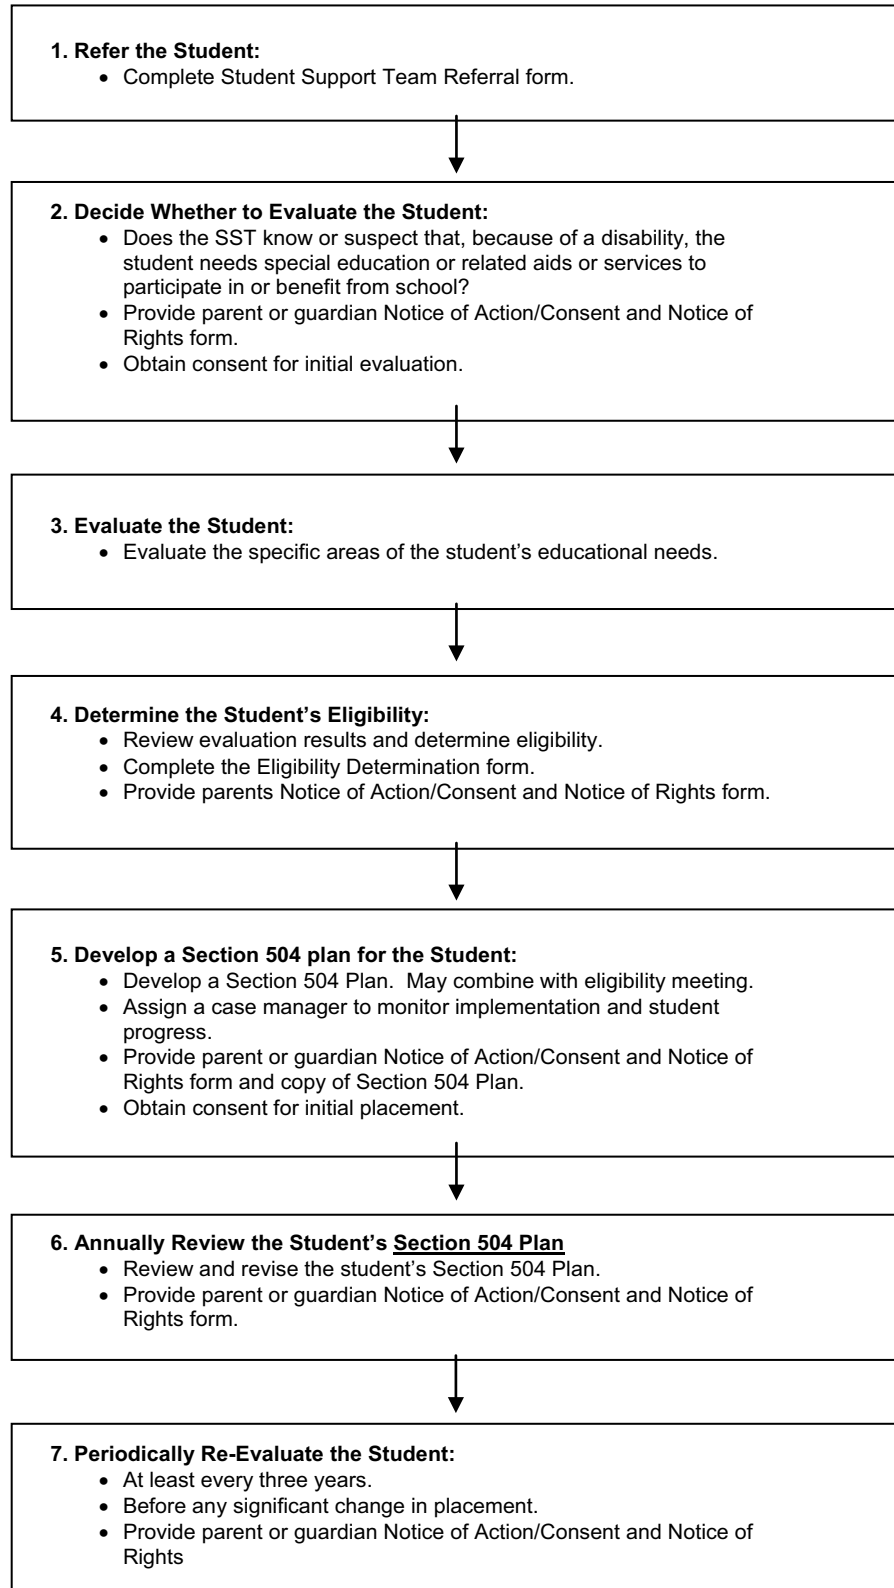 1. Refer the Student:
• Complete Student Support Team Referral form.
2. Decide Whether to Evaluate the Student:
• Does the SST know or suspect that, because of a disability, the
student needs special education or related aids or services to
participate in or benefit from school?
• Provide parent or guardian Notice of Action/Consent and Notice of
Rights form.
• Obtain consent for initial evaluation.
3. Evaluate the Student:
• Evaluate the specific areas of the student's educational needs.
4. Determine the Student's Eligibility:
• Review evaluation results and determine eligibility.
• Complete the Eligibility Determination form.
• Provide parents Notice of Action/Consent and Notice of Rights form.
5. Develop a Section 504 plan for the Student:
• Develop a Section 504 Plan.  May combine with eligibility meeting.
• Assign a case manager to monitor implementation and student
progress.
• Provide parent or guardian Notice of Action/Consent and Notice of
Rights form and copy of Section 504 Plan.
• Obtain consent for initial placement.
6. Annually Review the Student's Section 504 Plan
• Review and revise the student's Section 504 Plan.
• Provide parent or guardian Notice of Action/Consent and Notice of
Rights form.
7. Periodically Re-Evaluate the Student:
• At least every three years.
• Before any significant change in placement.
• Provide parent or guardian Notice of Action/Consent and Notice of
Rights